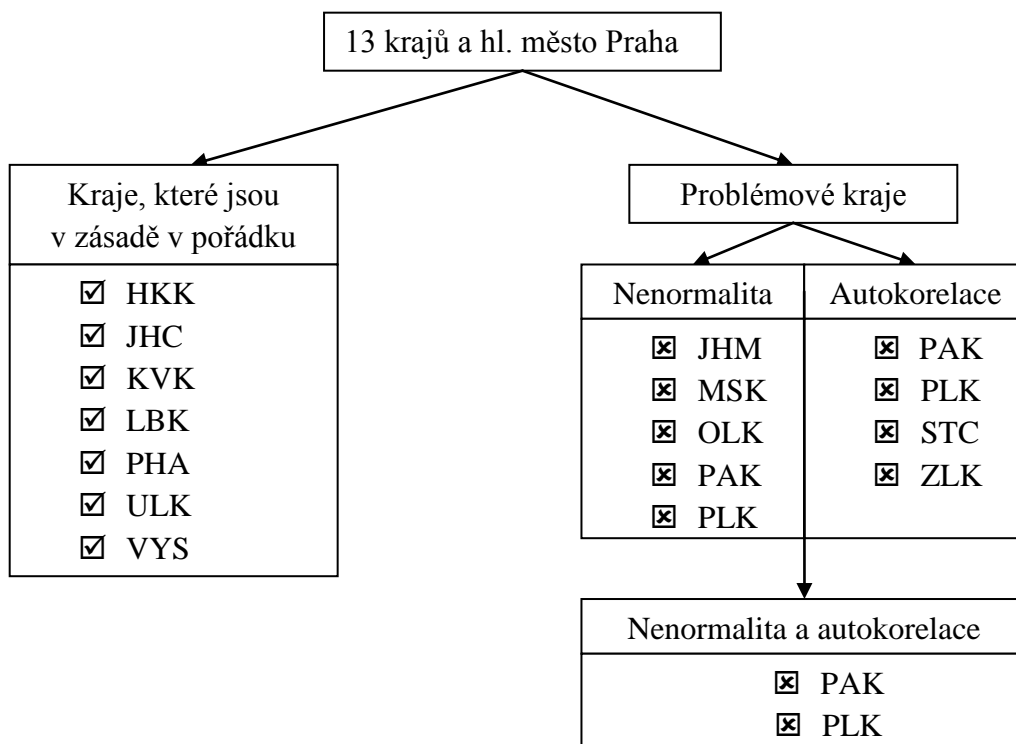 13 krajů a hl. město Praha
Kraje, které jsou
v zásadě v pořádku
HKK
JHC
KVK
LBK
PHA
ULK
VYS
Problémové kraje
Nenormalita
JHM
MSK
OLK
PAK
PLK
Autokorelace
PAK
PLK
STC
ZLK
Nenormalita a autokorelace
PAK
PLK